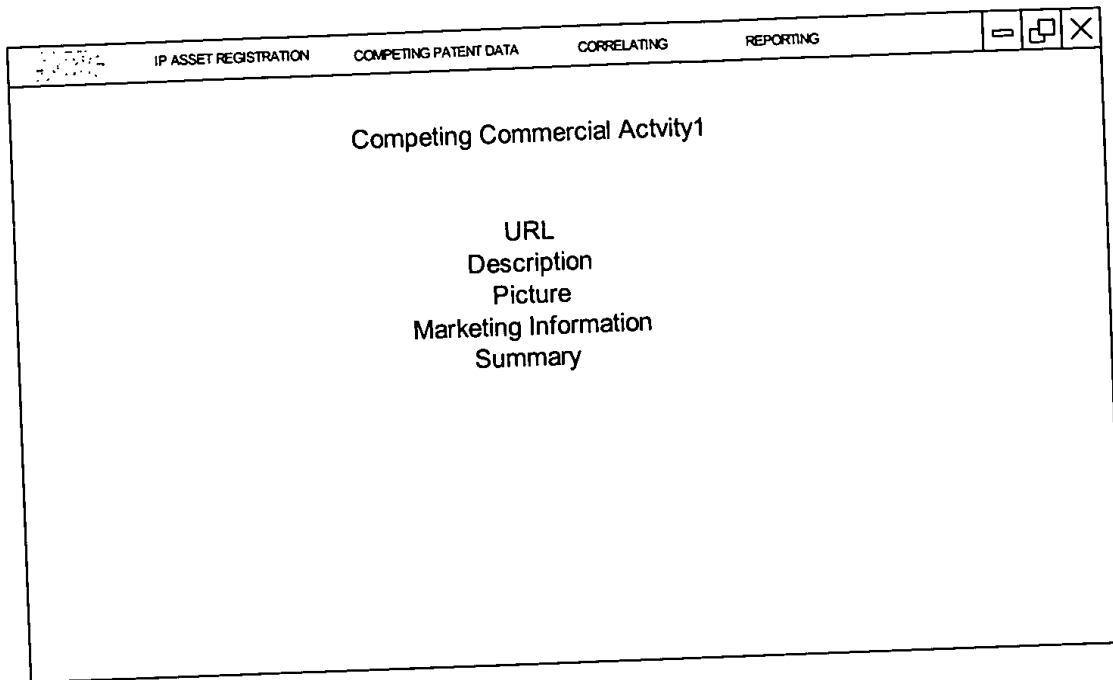 IP ASSET REGISTRATION COMPETING PATENT DATA CORRELATING REPORTING
Competing Commercial Actvity1
URL
Description
Picture
Marketing Information
Summary